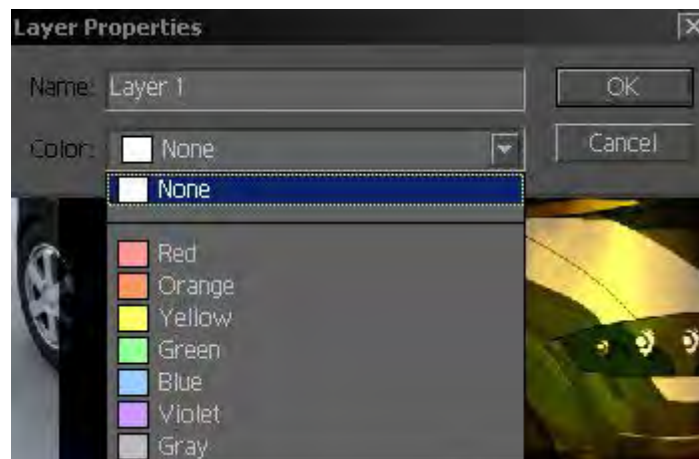 Layer Properties
Name: Layer 1
OK
Color: None
Cancel
None
Red
Orange
Yellow
Green
Blue
Violet
Gray